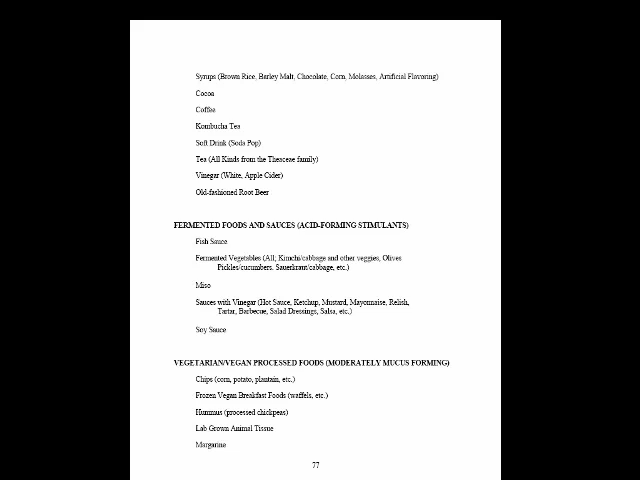 Syrups (Brown Rice, Barley Malt, Chocolate, Corn, Molasses, Artificial Flavoring)
Cocoa
Coffee
Kombucha Tea
Soft Drink (Soda Pop)
Tea (All Kinds from the Theaceae family)
Vinegar (White, Apple Cider)
Old-fashioned Root Beer
FERMENTED FOODS AND SAUCES (ACID-FORMING STIMULANTS)
Fish Sauce
Fermented Vegetables (All; Kimchi/cabbage and other veggies, Olives
Pickles/cucumbers, Sauerkraut/cabbage, etc.)
Miso
Sauces with Vinegar (Hot Sauce, Ketchup, Mustard, Mayonnaise, Relish,
Tartar, Barbecue, Salad Dressings, Salsa, etc.)
Soy Sauce
VEGETARIAN/VEGAN PROCESSED FOODS (MODERATELY MUCUS FORMING)
Chips (corn, potato, plantain, etc.)
Frozen Vegan Breakfast Foods (waffels, etc.)
Hummus (processed chickpeas)
Lab Grown Animal Tissue
Margarine
77